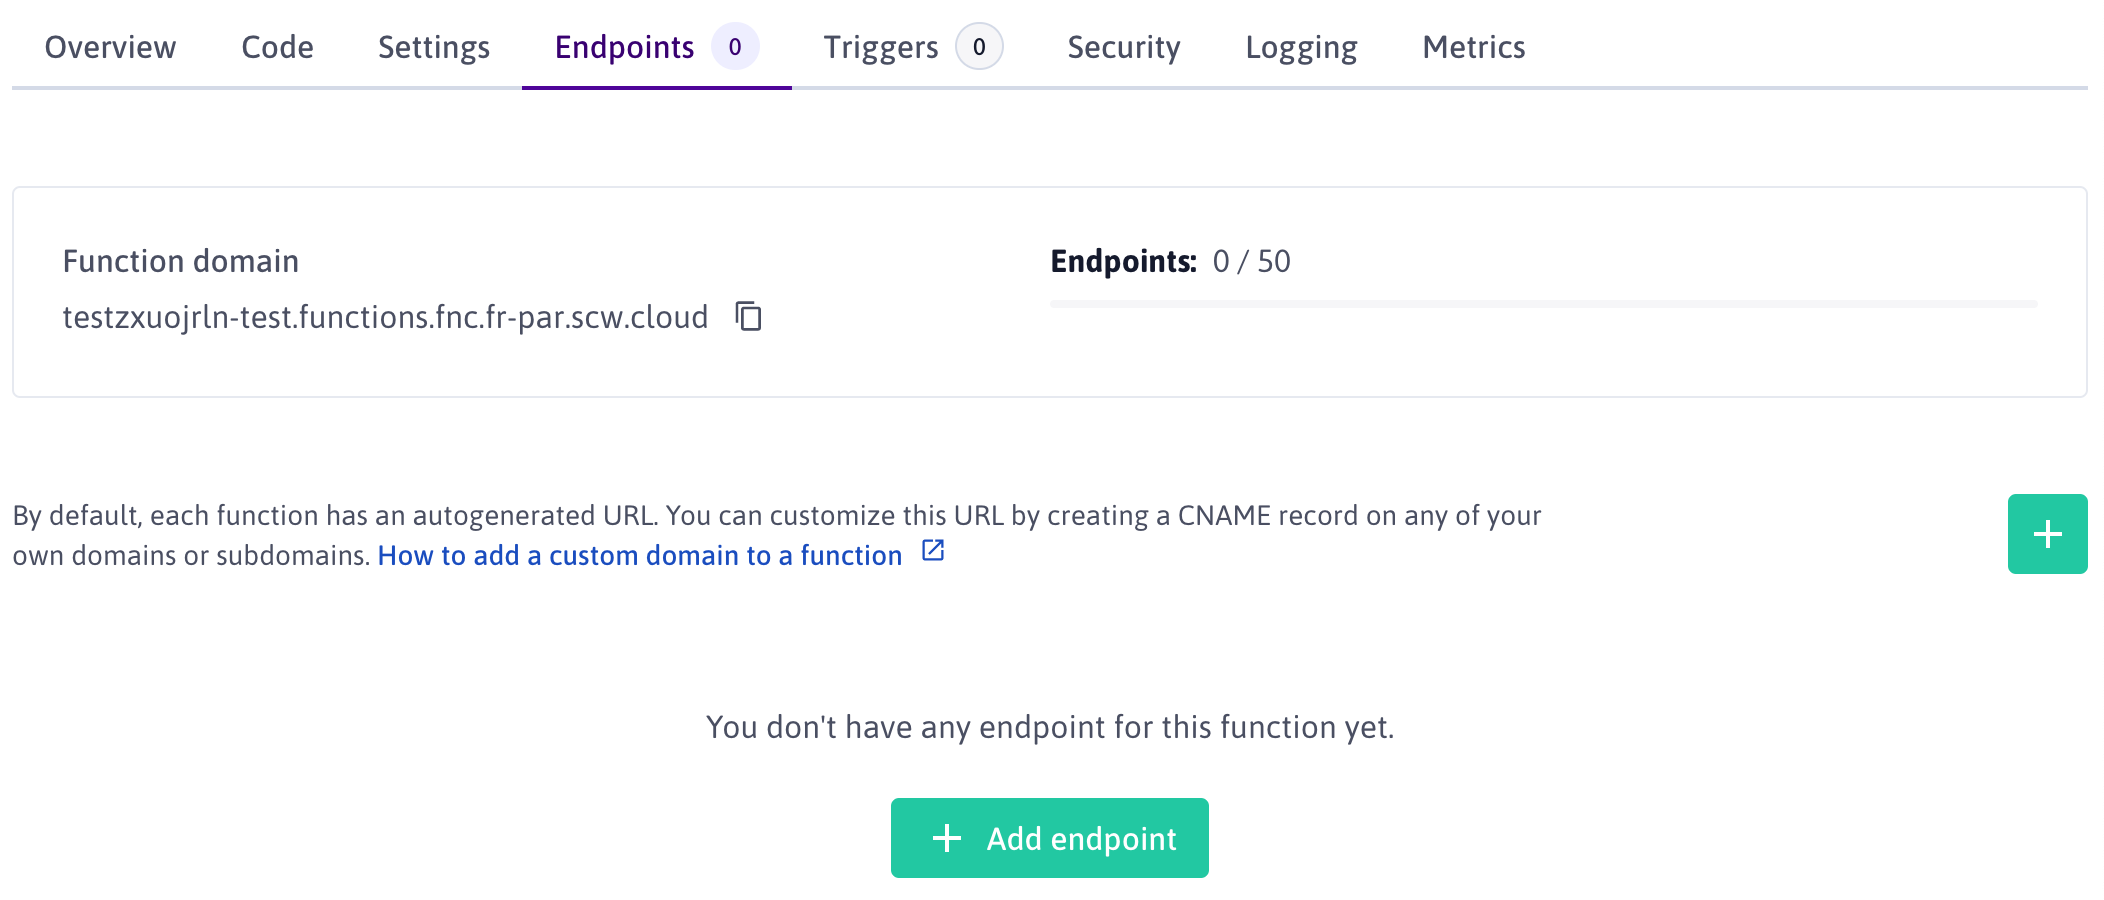 Overview Code Settings Endpoints 0 Triggers 0 Security Logging Metrics
Function domain
testzxuojrln-test.functions.fnc.fr-par.scw.cloud
Endpoints: 0 / 50
By default, each function has an autogenerated URL. You can customize this URL by creating a CNAME record on any of your
own domains or subdomains. How to add a custom domain to a function
You don't have any endpoint for this function yet.
Add endpoint